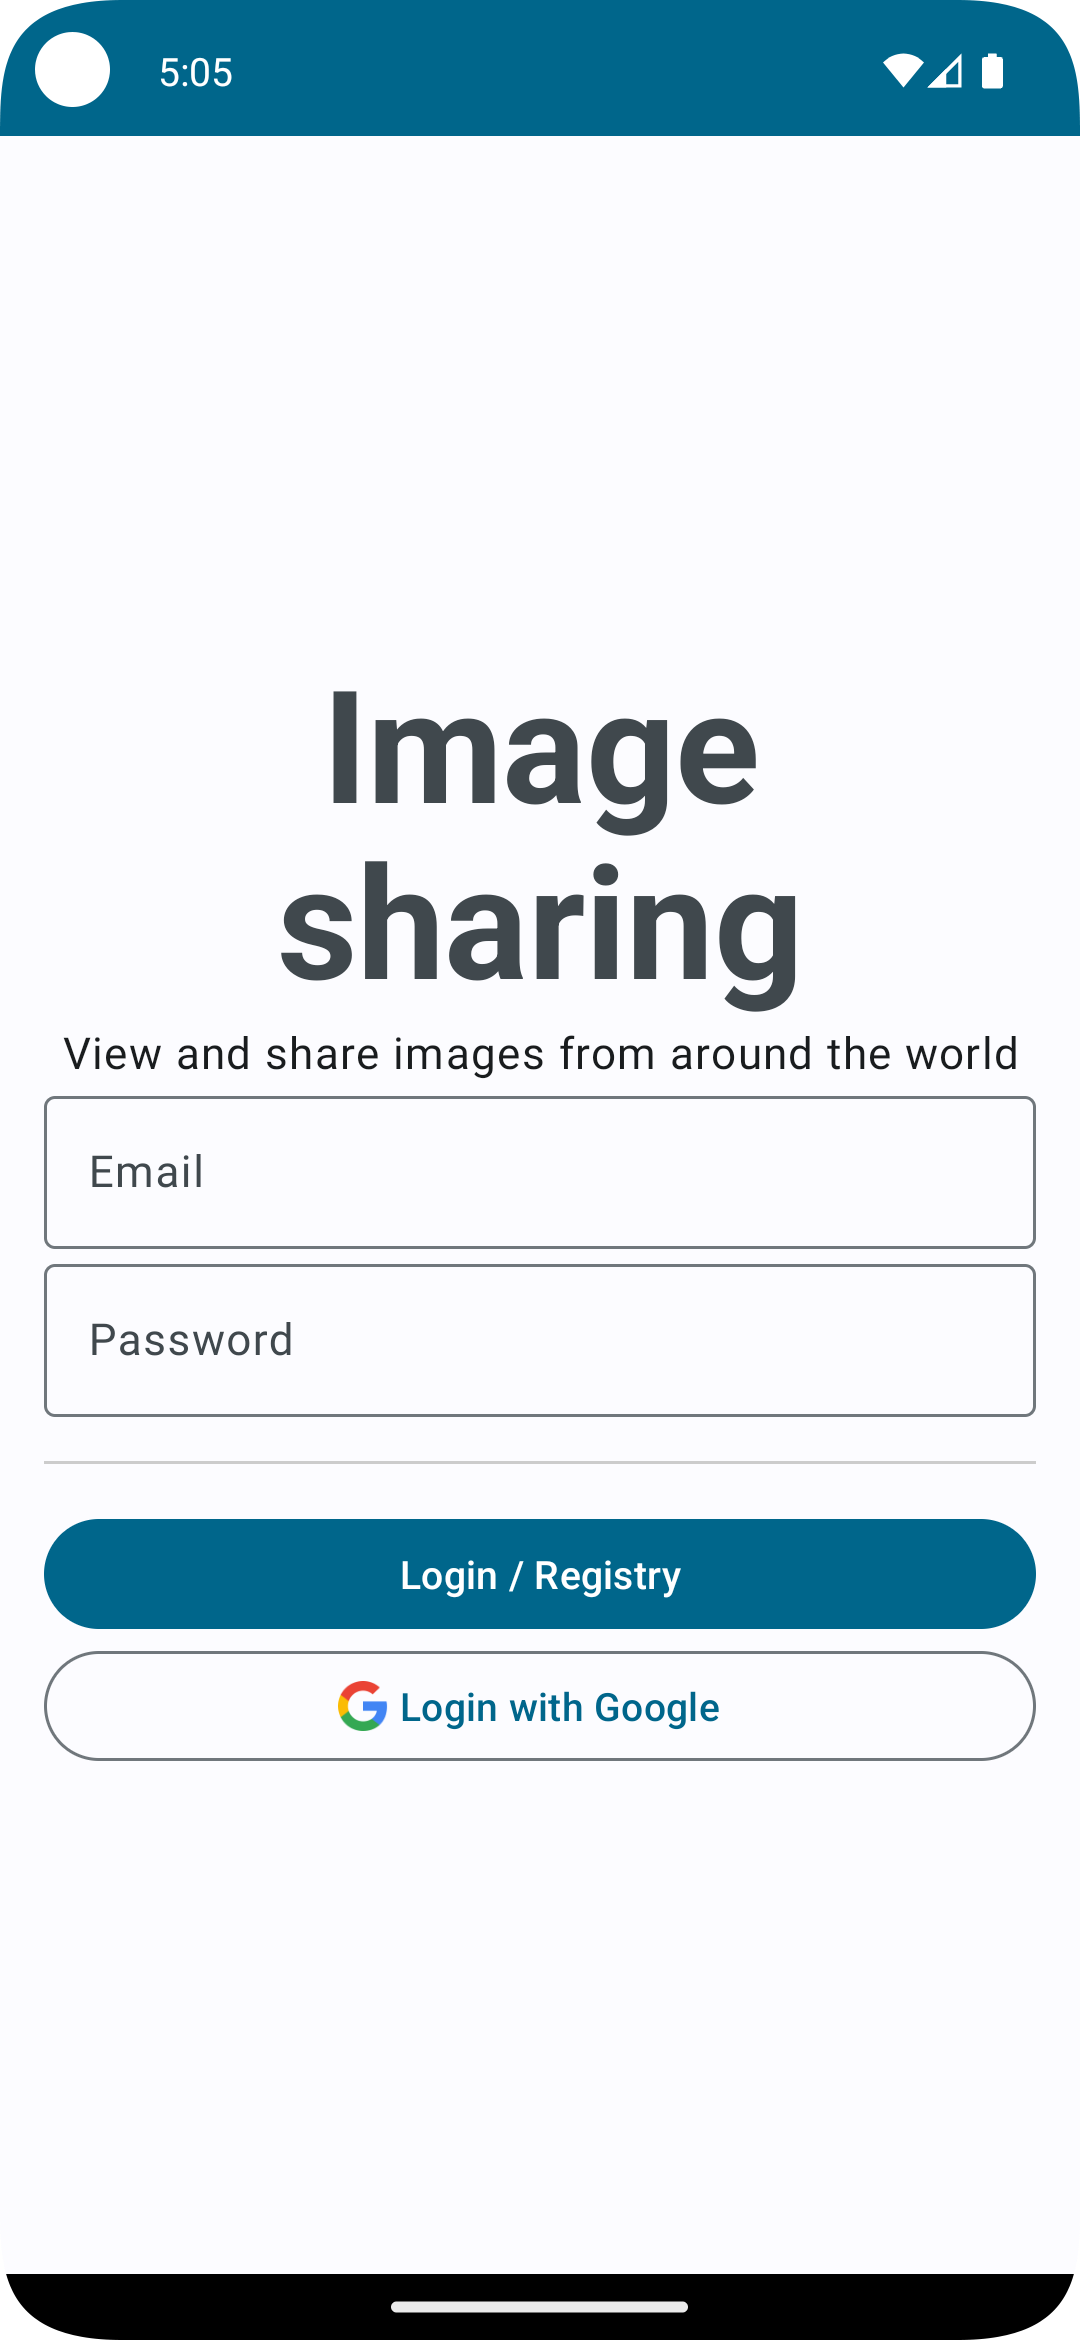 5:05
Image
sharing
View and share images from around the world
Email
Password
Login / Registry
Login with Google